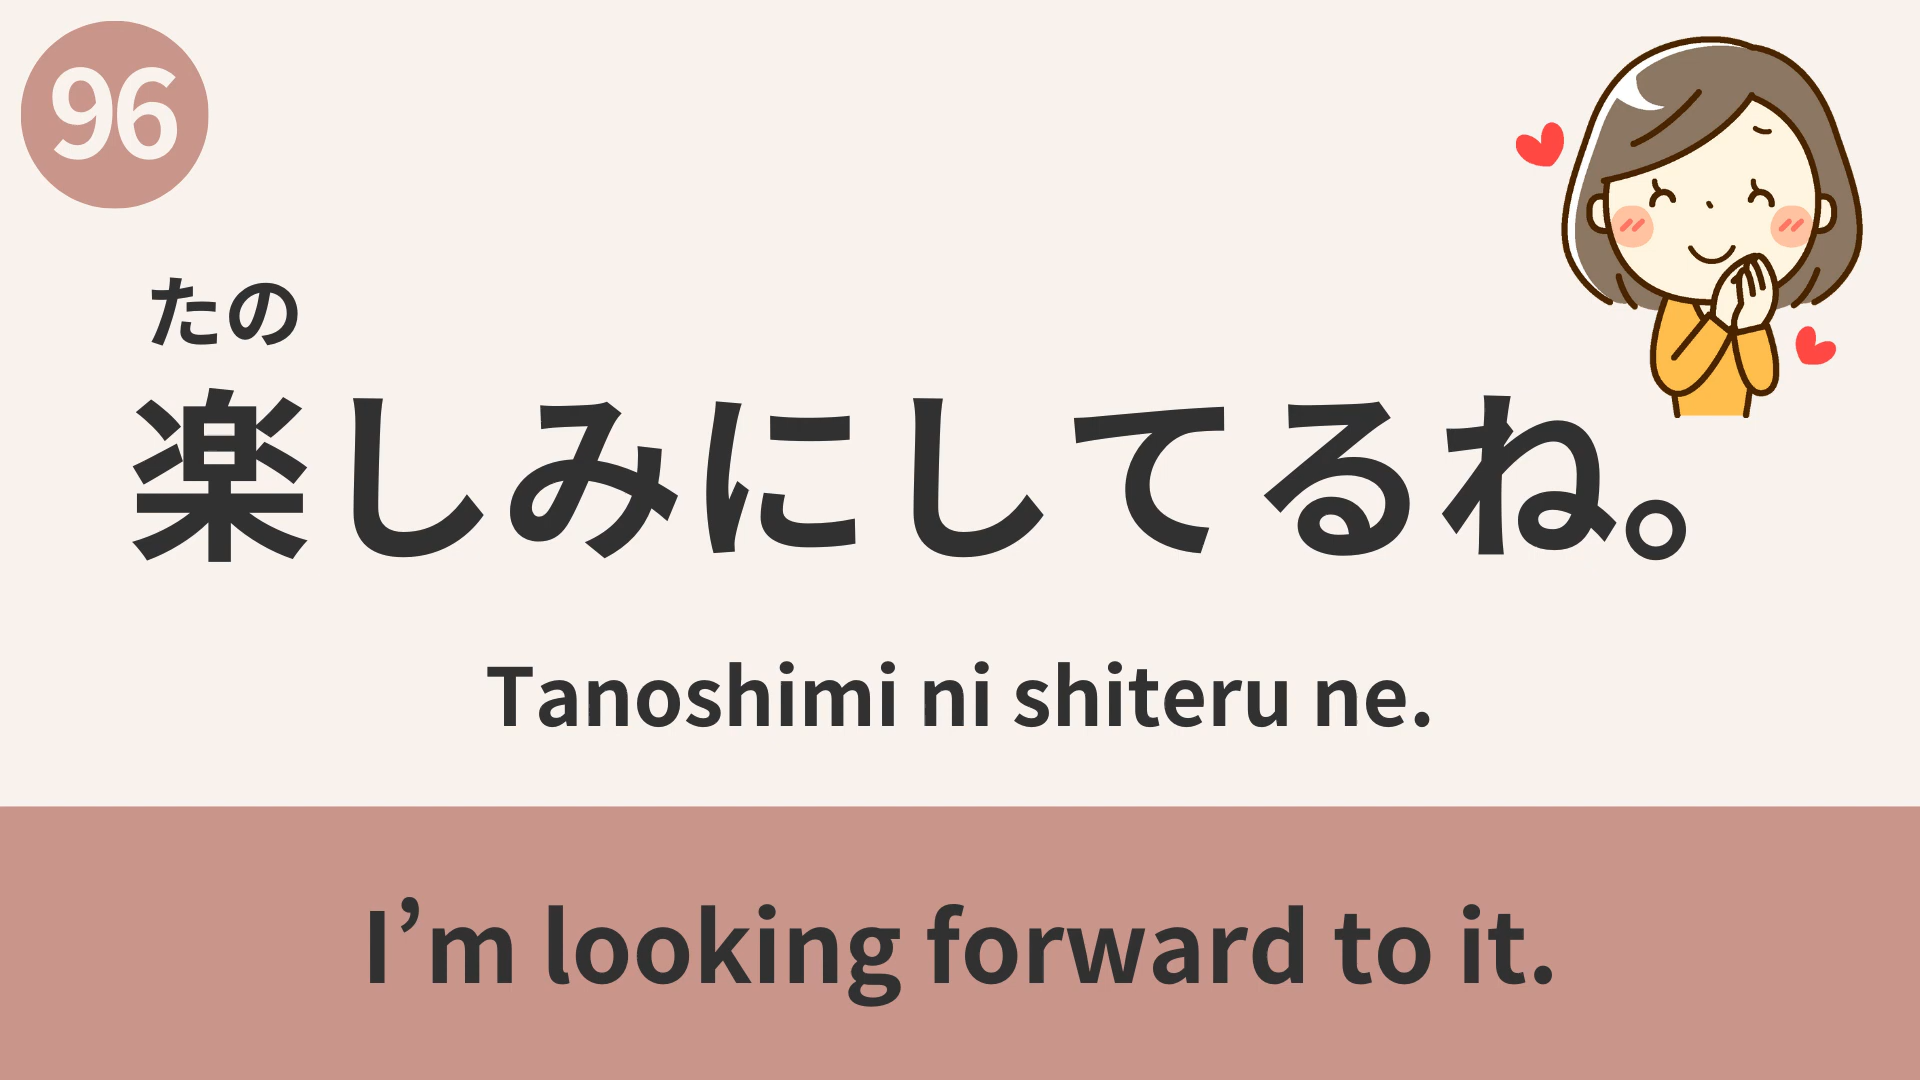 96
たの
楽しみにしてるね。
Tanoshimi ni shiteru ne.
I’m looking forward to it.